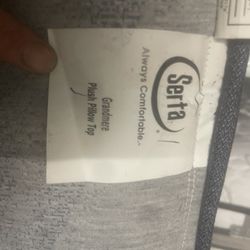 Serta
Always Comfortable.
Grandmere
Plush Pillow Top